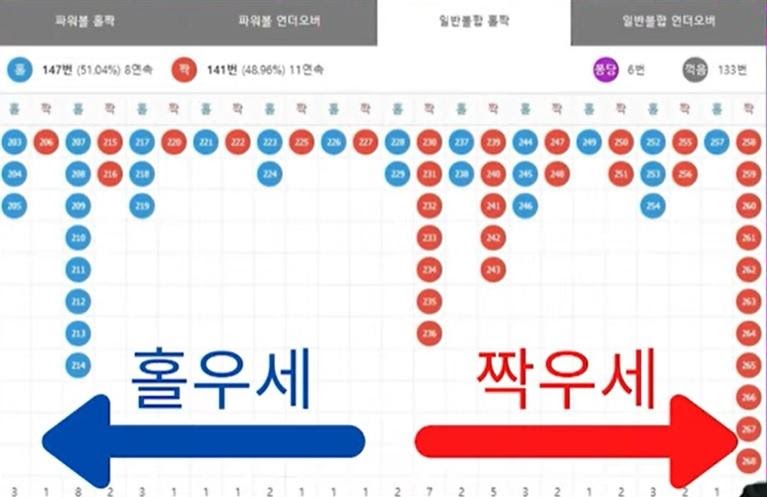 파워볼 홀짝 파워볼 언더오버 일반볼합 홀짝 일반볼합 언더오버
홀 147번 (51.04%) 8연속 짝 141번 (48.96%) 11연속 퐁당 6번 꺽음 133번
홀 짝 홀 짝 홀 짝 홀 짝 홀 짝 홀 짝 홀 짝 홀 짝 홀 짝 홀 짝 홀 짝 홀 짝
203 206 207 215 217 220 221 222 223 225 226 227 228 230 237 239 244 247 249 250 252 255 257 258
204 208 216 218 224 229 231 238 240 245 248 251 253 256 259
205 209 219 232 241 246 254 260
210 233 242 261
211 234 243 262
212 235 263
213 236 264
214 265
266
267
268
홀우세 짝우세
3 1 8 2 3 1 1 1 2 1 1 1 2 7 2 5 3 2 1 2 3 2 1